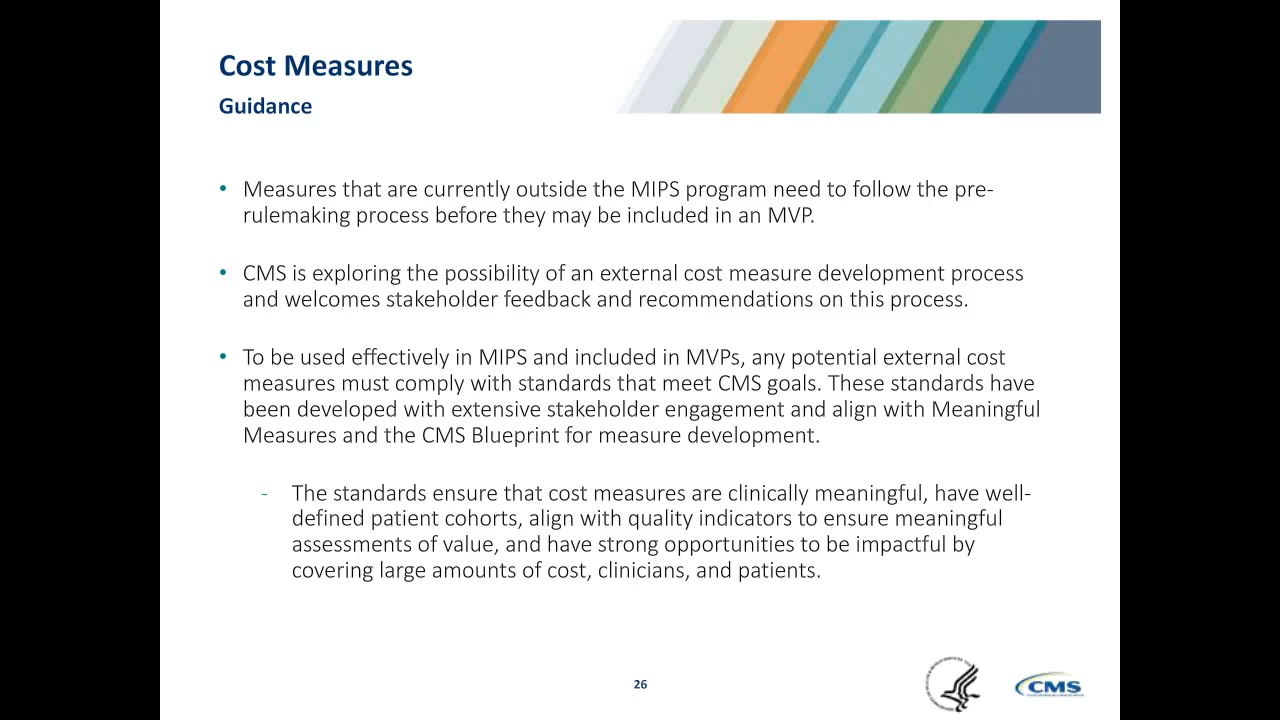 Cost Measures
Guidance
• Measures that are currently outside the MIPS program need to follow the pre-
rulemaking process before they may be included in an MVP.
• CMS is exploring the possibility of an external cost measure development process
and welcomes stakeholder feedback and recommendations on this process.
• To be used effectively in MIPS and included in MVPs, any potential external cost
measures must comply with standards that meet CMS goals. These standards have
been developed with extensive stakeholder engagement and align with Meaningful
Measures and the CMS Blueprint for measure development.
- The standards ensure that cost measures are clinically meaningful, have well-
defined patient cohorts, align with quality indicators to ensure meaningful
assessments of value, and have strong opportunities to be impactful by
covering large amounts of cost, clinicians, and patients.
26
CMS